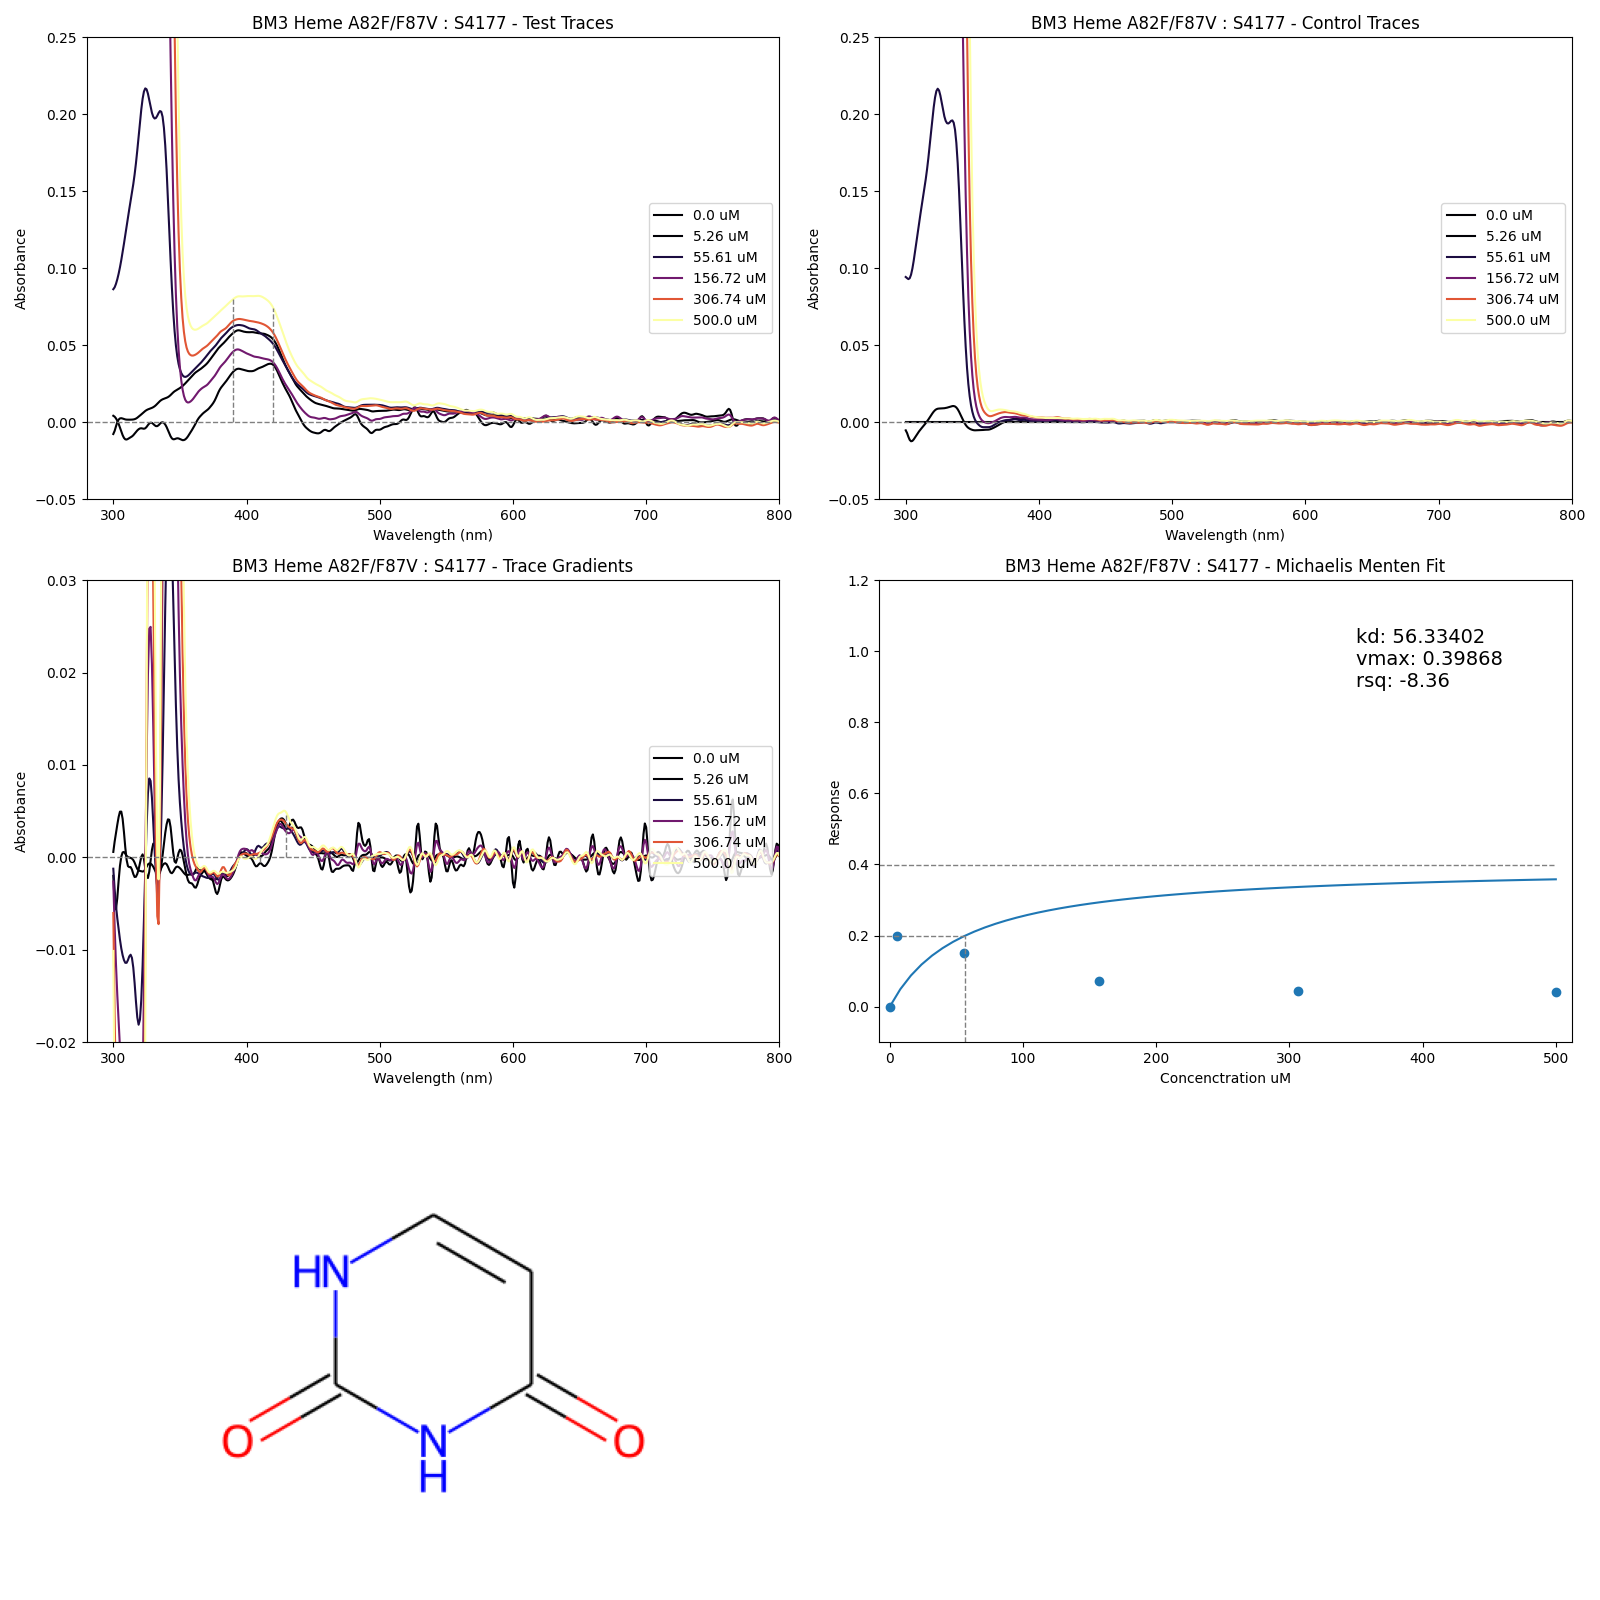 BM3 Heme A82F/F87V : S4177 - Test Traces
0.25
0.20
0.15
0.10
0.05
0.00
−0.05
300 400 500 600 700 800
Absorbance
Wavelength (nm)
0.0 uM
5.26 uM
55.61 uM
156.72 uM
306.74 uM
500.0 uM
BM3 Heme A82F/F87V : S4177 - Control Traces
0.25
0.20
0.15
0.10
0.05
0.00
−0.05
300 400 500 600 700 800
Absorbance
Wavelength (nm)
0.0 uM
5.26 uM
55.61 uM
156.72 uM
306.74 uM
500.0 uM
BM3 Heme A82F/F87V : S4177 - Trace Gradients
0.03
0.02
0.01
0.00
−0.01
−0.02
300 400 500 600 700 800
Absorbance
Wavelength (nm)
0.0 uM
5.26 uM
55.61 uM
156.72 uM
306.74 uM
500.0 uM
BM3 Heme A82F/F87V : S4177 - Michaelis Menten Fit
1.2
1.0
0.8
0.6
0.4
0.2
0.0
0 100 200 300 400 500
Response
Concenctration uM
kd: 56.33402
vmax: 0.39868
rsq: -8.36
HN
O
N
H
O